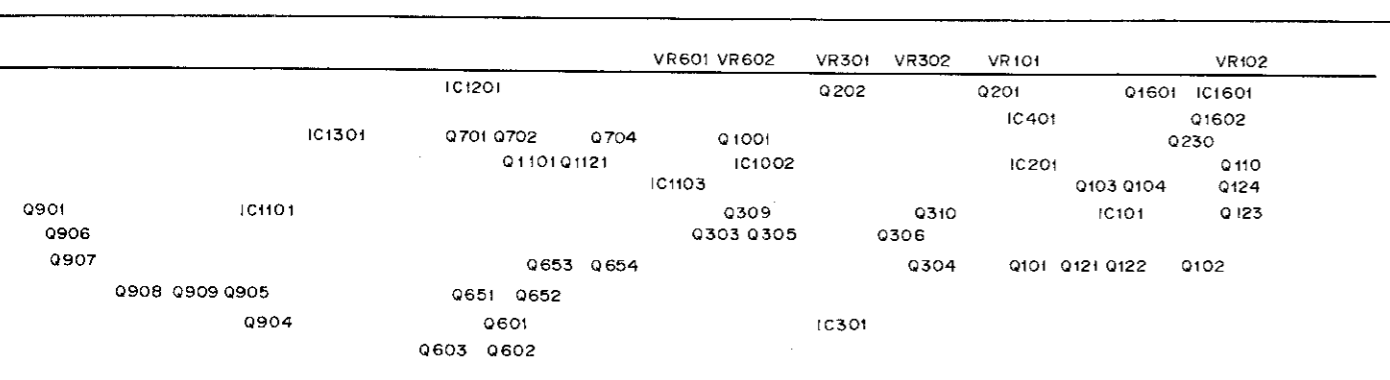 VR601 VR602 VR301 VR302 VR101 VR102
IC1201 Q202 Q201 Q1601 IC1601
IC401 Q1602
IC1301 Q701 Q702 Q704 Q1001 Q230
Q1101 Q1121 IC1002 IC201 Q110
IC1103 Q103 Q104 Q124
Q901 IC1101 Q309 Q310 IC101 Q123
Q906 Q303 Q305 Q306
Q907 Q653 Q654 Q304 Q101 Q121 Q122 Q102
Q908 Q909 Q905 Q651 Q652
Q904 Q601 IC301
Q603 Q602